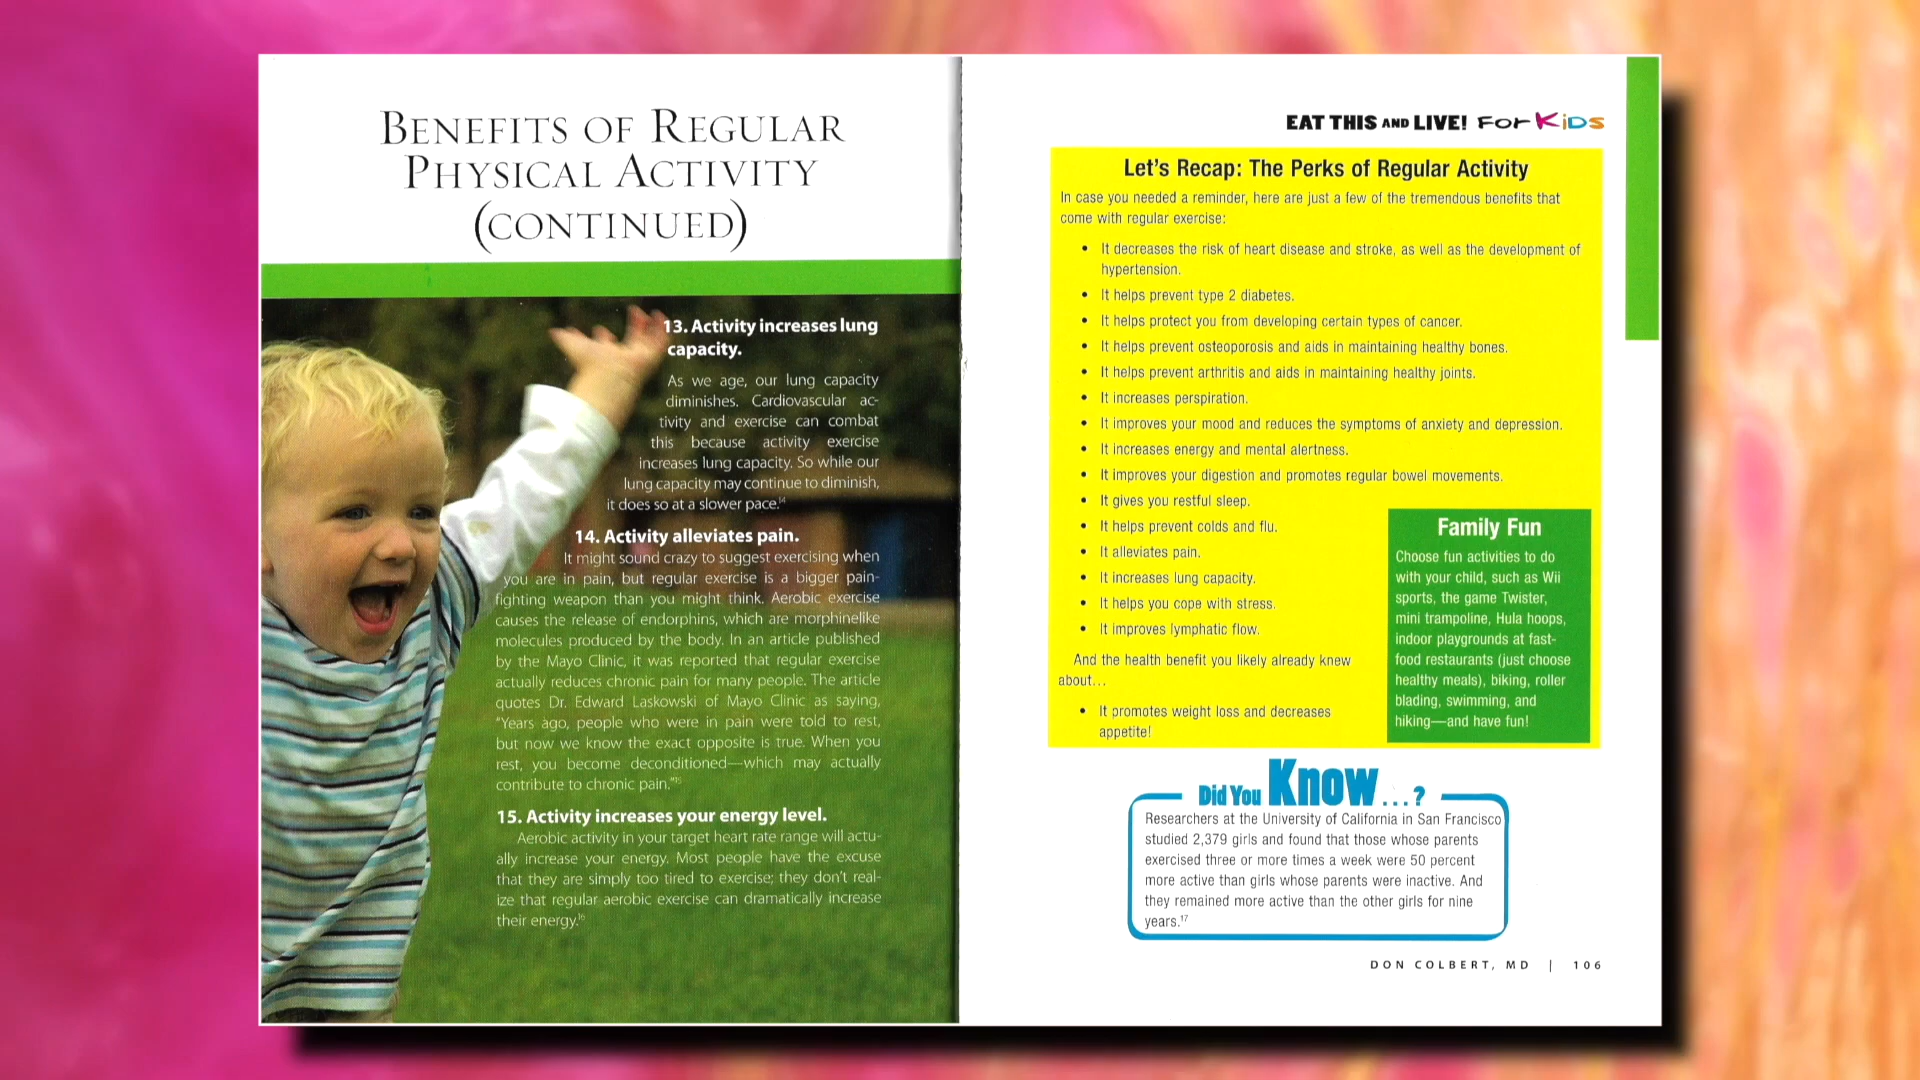 BENEFITS OF REGULAR
PHYSICAL ACTIVITY
(CONTINUED)
13. Activity increases lung
capacity.
As we age, our lung capacity
diminishes. Cardiovascular ac-
tivity and exercise can combat
this because activity exercise
increases lung capacity. So while our
lung capacity may continue to diminish,
it does so at a slower pace.14
14. Activity alleviates pain.
It might sound crazy to suggest exercising when
you are in pain, but regular exercise is a bigger pain-
fighting weapon than you might think. Aerobic exercise
causes the release of endorphins, which are morphinelike
molecules produced by the body. In an article published
by the Mayo Clinic, it was reported that regular exercise
actually reduces chronic pain for many people. The article
quotes Dr. Edward Laskowski of Mayo Clinic as saying,
"Years ago, people who were in pain were told to rest,
but now we know the exact opposite is true. When you
rest, you become deconditioned—which may actually
contribute to chronic pain."15
15. Activity increases your energy level.
Aerobic activity in your target heart rate range will actu-
ally increase your energy. Most people have the excuse
that they are simply too tired to exercise; they don't real-
ize that regular aerobic exercise can dramatically increase
their energy.16
EAT THIS AND LIVE! For KiDS
Let's Recap: The Perks of Regular Activity
In case you needed a reminder, here are just a few of the tremendous benefits that
come with regular exercise:
• It decreases the risk of heart disease and stroke, as well as the development of
hypertension.
• It helps prevent type 2 diabetes.
• It helps protect you from developing certain types of cancer.
• It helps prevent osteoporosis and aids in maintaining healthy bones.
• It helps prevent arthritis and aids in maintaining healthy joints.
• It increases perspiration.
• It improves your mood and reduces the symptoms of anxiety and depression.
• It increases energy and mental alertness.
• It improves your digestion and promotes regular bowel movements.
• It gives you restful sleep.
• It helps prevent colds and flu.
• It alleviates pain.
• It increases lung capacity.
• It helps you cope with stress.
• It improves lymphatic flow.
And the health benefit you likely already knew
about...
• It promotes weight loss and decreases
appetite!
Family Fun
Choose fun activities to do
with your child, such as Wii
sports, the game Twister,
mini trampoline, Hula hoops,
indoor playgrounds at fast-
food restaurants (just choose
healthy meals), biking, roller
blading, swimming, and
hiking—and have fun!
Did You Know...?
Researchers at the University of California in San Francisco
studied 2,379 girls and found that those whose parents
exercised three or more times a week were 50 percent
more active than girls whose parents were inactive. And
they remained more active than the other girls for nine
years.17
DON COLBERT, MD | 106